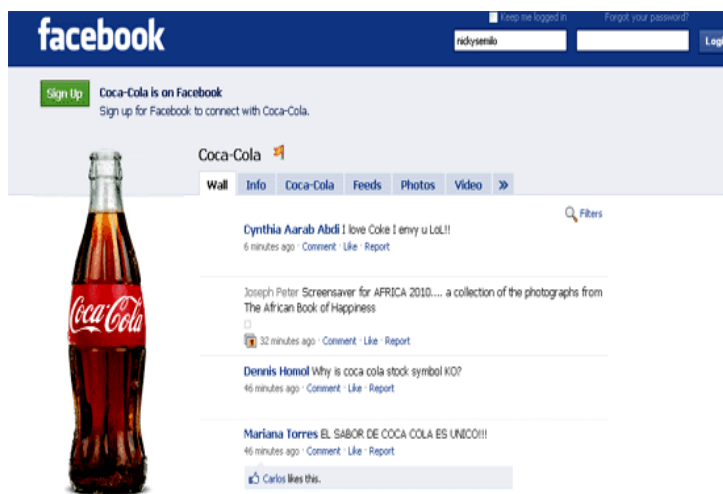 Keep me logged in Forgot your password?
facebook
nickysemilo
Logi
Sign Up Coca-Cola is on Facebook
Sign up for Facebook to connect with Coca-Cola.
Coca-Cola
Wall Info Coca-Cola Feeds Photos Video »
Filters
Cynthia Aarab Abdi I love Coke I envy u LoL!!
6 minutes ago · Comment · Like · Report
Joseph Peter Screensaver for AFRICA 2010.... a collection of the photographs from
The African Book of Happiness
32 minutes ago · Comment · Like · Report
Dennis Homol Why is coca cola stock symbol KO?
46 minutes ago · Comment · Like · Report
Mariana Torres EL SABOR DE COCA COLA ES UNICO!!!
46 minutes ago · Comment · Like · Report
Carlos likes this.
Coca-Cola